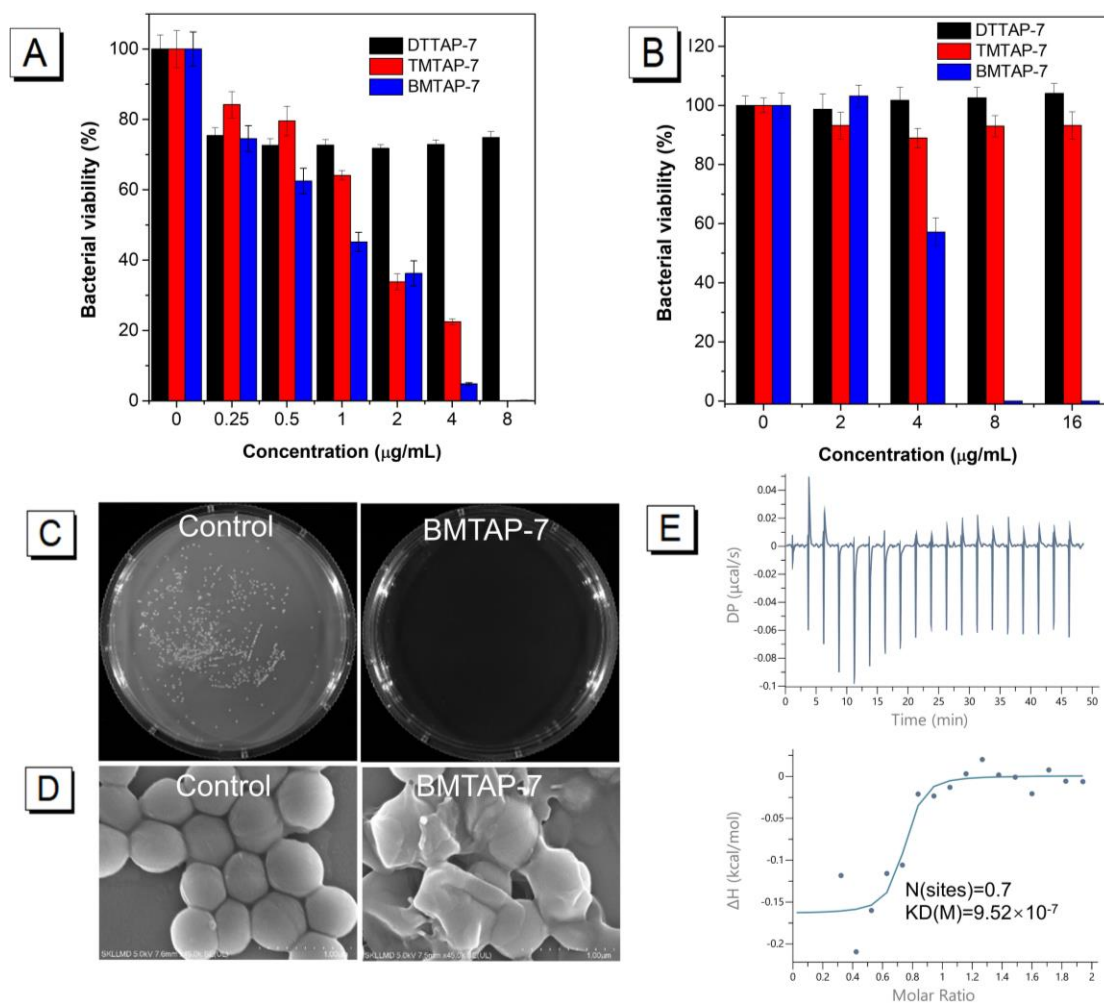 A
DTTAP-7
TMTAP-7
BMTAP-7
Bacterial viability (%)
100
80
60
40
20
0
0 0.25 0.5 1 2 4 8
Concentration (μg/mL)
B
DTTAP-7
TMTAP-7
BMTAP-7
Bacterial viability (%)
120
100
80
60
40
20
0
0 2 4 8 16
Concentration (μg/mL)
C
Control
BMTAP-7
D
Control
BMTAP-7
1.00um
1.00um
E
DP (μcal/s)
0.04
0.02
0
-0.02
-0.04
-0.06
-0.08
-0.1
0 5 10 15 20 25 30 35 40 45 50
Time (min)
ΔH (kcal/mol)
0
-0.05
-0.1
-0.15
-0.2
N(sites)=0.7
KD(M)=9.52×10⁻⁷
0 0.2 0.4 0.6 0.8 1 1.2 1.4 1.6 1.8 2
Molar Ratio